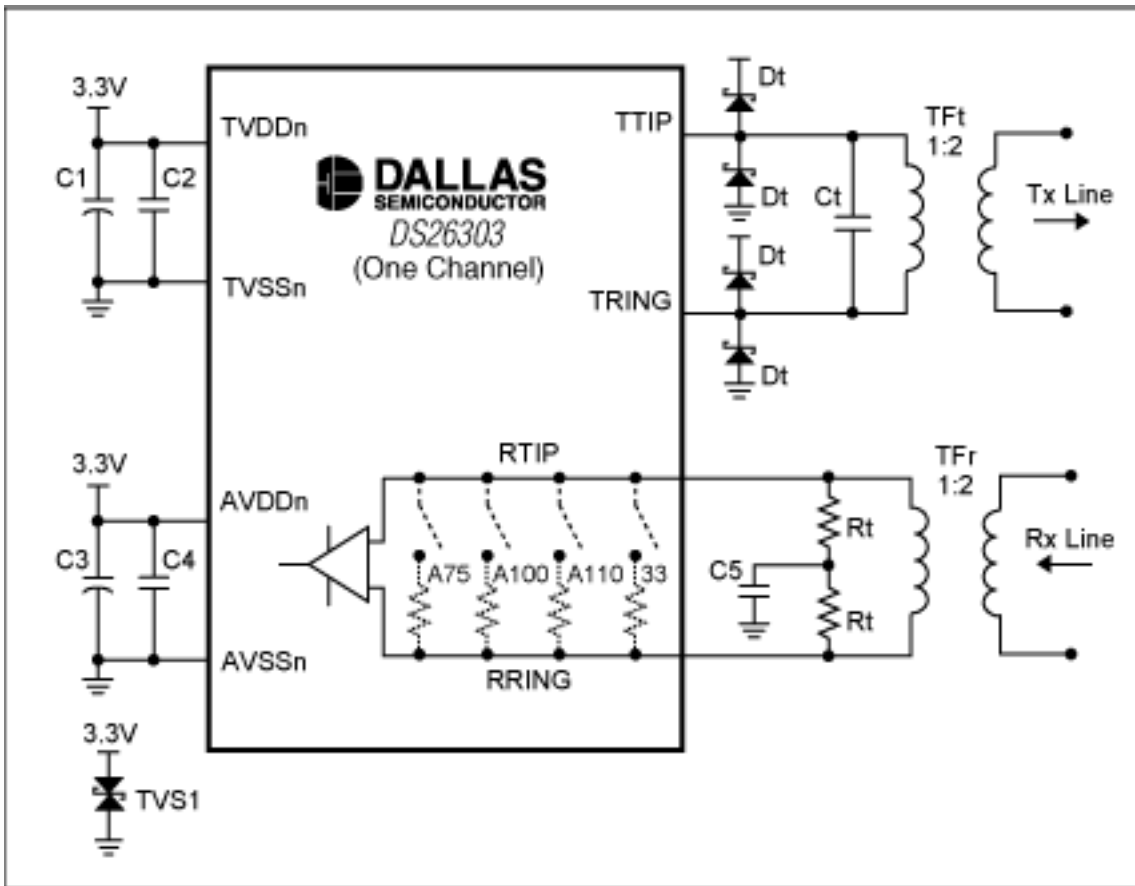 3.3V
C1
C2
TVDDn
TVSSn
DALLAS
SEMICONDUCTOR
DS26303
(One Channel)
TTIP
TRING
Dt
Dt
Dt
Dt
Ct
TFt
1:2
Tx Line
3.3V
C3
C4
AVDDn
AVSSn
RTIP
A75
A100
A110
33
RRING
C5
Rt
Rt
TFr
1:2
Rx Line
3.3V
TVS1